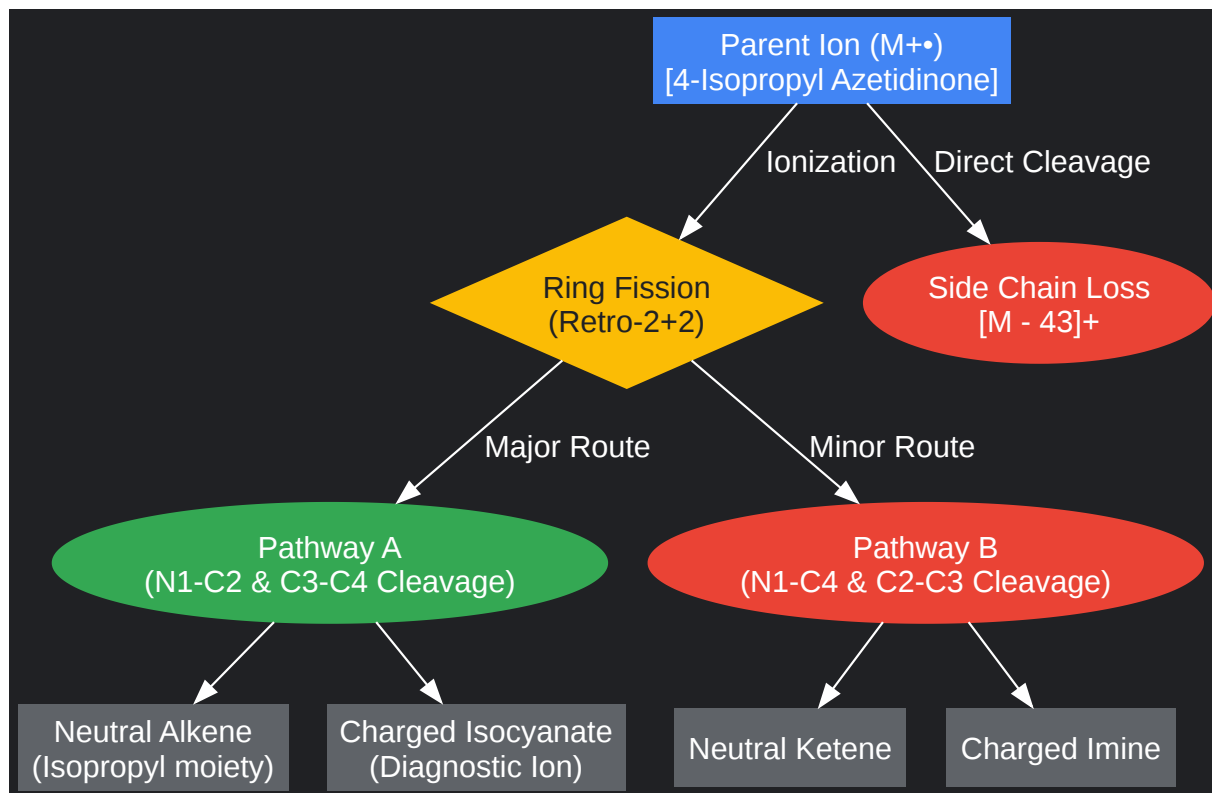 Parent Ion (M+•)
[4-Isopropyl Azetidinone]
Ionization
Direct Cleavage
Ring Fission
(Retro-2+2)
Side Chain Loss
[M - 43]+
Major Route
Minor Route
Pathway A
(N1-C2 & C3-C4 Cleavage)
Pathway B
(N1-C4 & C2-C3 Cleavage)
Neutral Alkene
(Isopropyl moiety)
Charged Isocyanate
(Diagnostic Ion)
Neutral Ketene
Charged Imine